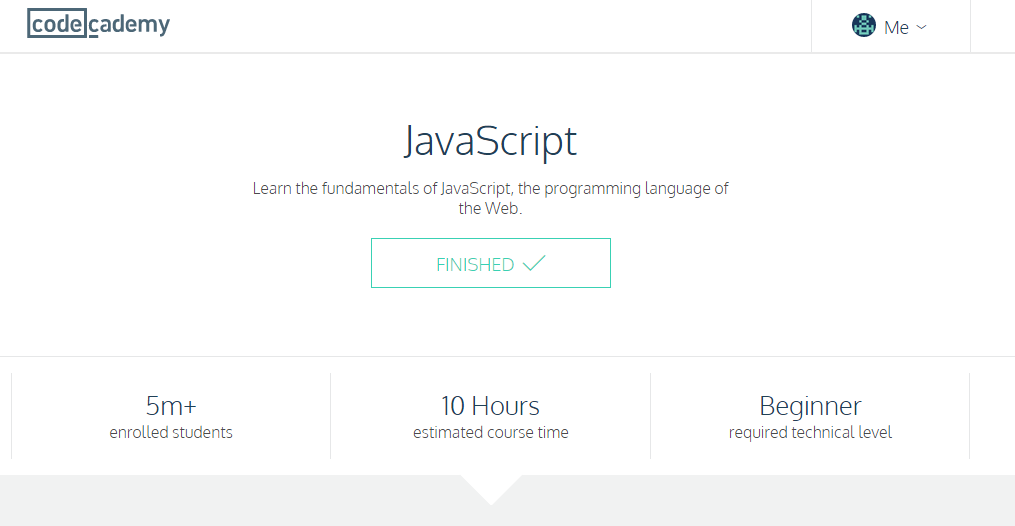 codecademy
Me
JavaScript
Learn the fundamentals of JavaScript, the programming language of
the Web.
FINISHED
5m+
enrolled students
10 Hours
estimated course time
Beginner
required technical level